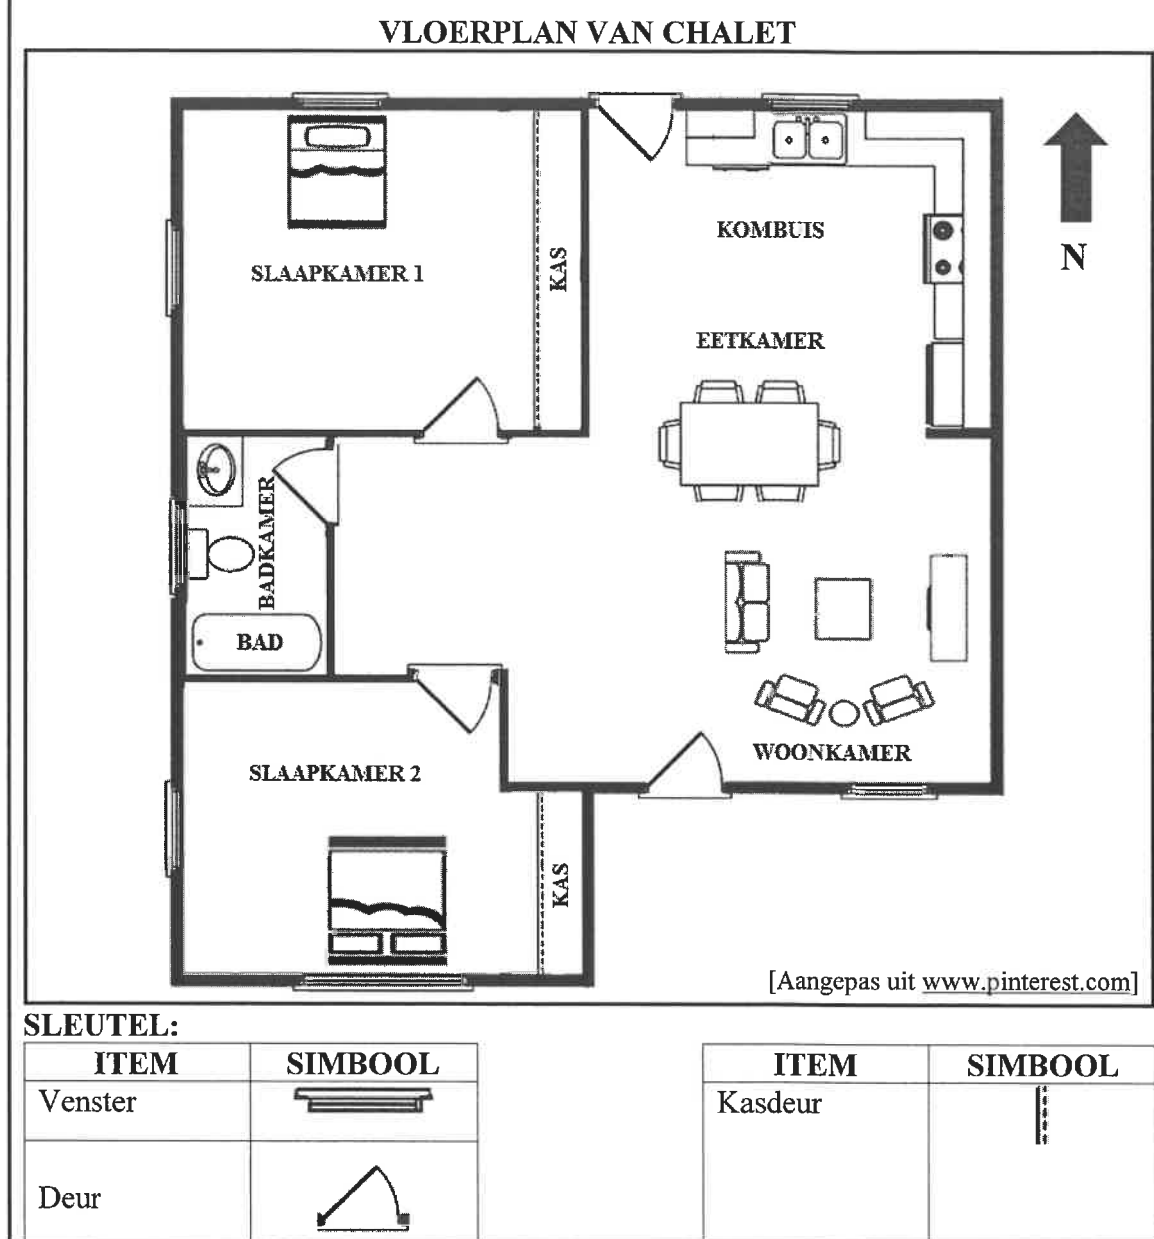 VLOERPLAN VAN CHALET
SLAAPKAMER 1
KAS
KOMBUIS
N
EETKAMER
BADKAMER
BAD
WOONKAMER
SLAAPKAMER 2
KAS
[Aangepas uit www.pinterest.com]
SLEUTEL:
ITEM SIMBOOL
Venster
Deur
ITEM SIMBOOL
Kasdeur